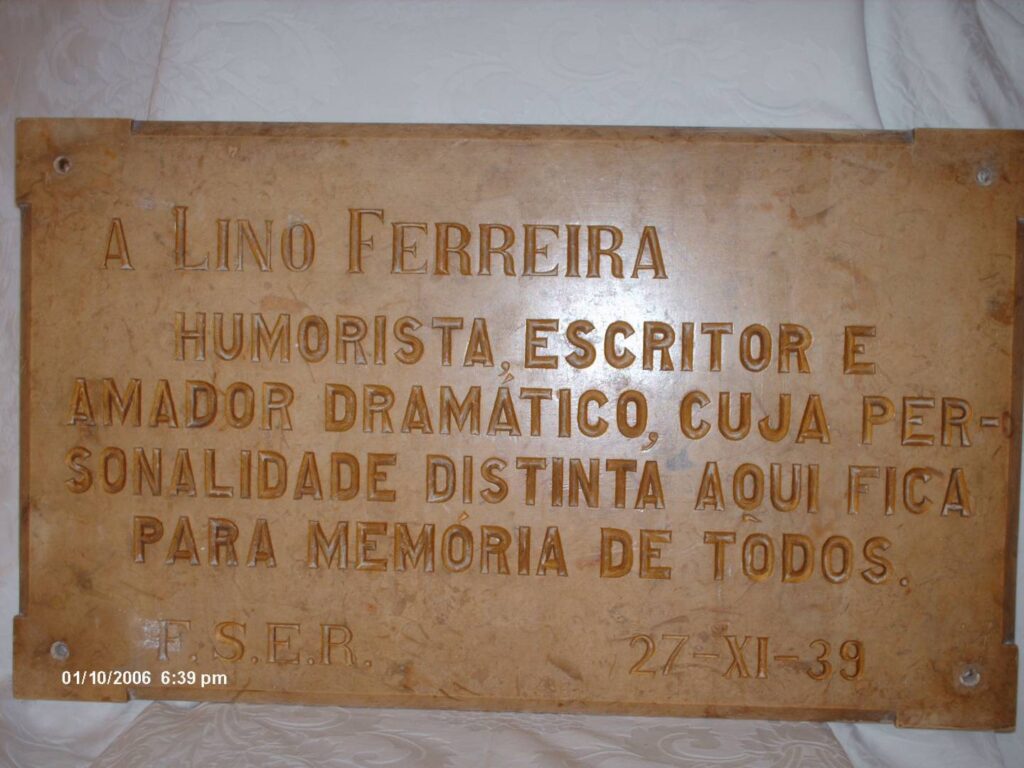 A LINO FERREIRA
HUMORISTA, ESCRITOR E
AMADOR DRAMÁTICO, CUJA PER-
SONALIDADE DISTINTA AQUI FICA
PARA MEMÓRIA DE TÒDOS.
F.S.E.R. 27-XI-39
01/10/2006 6:39 pm